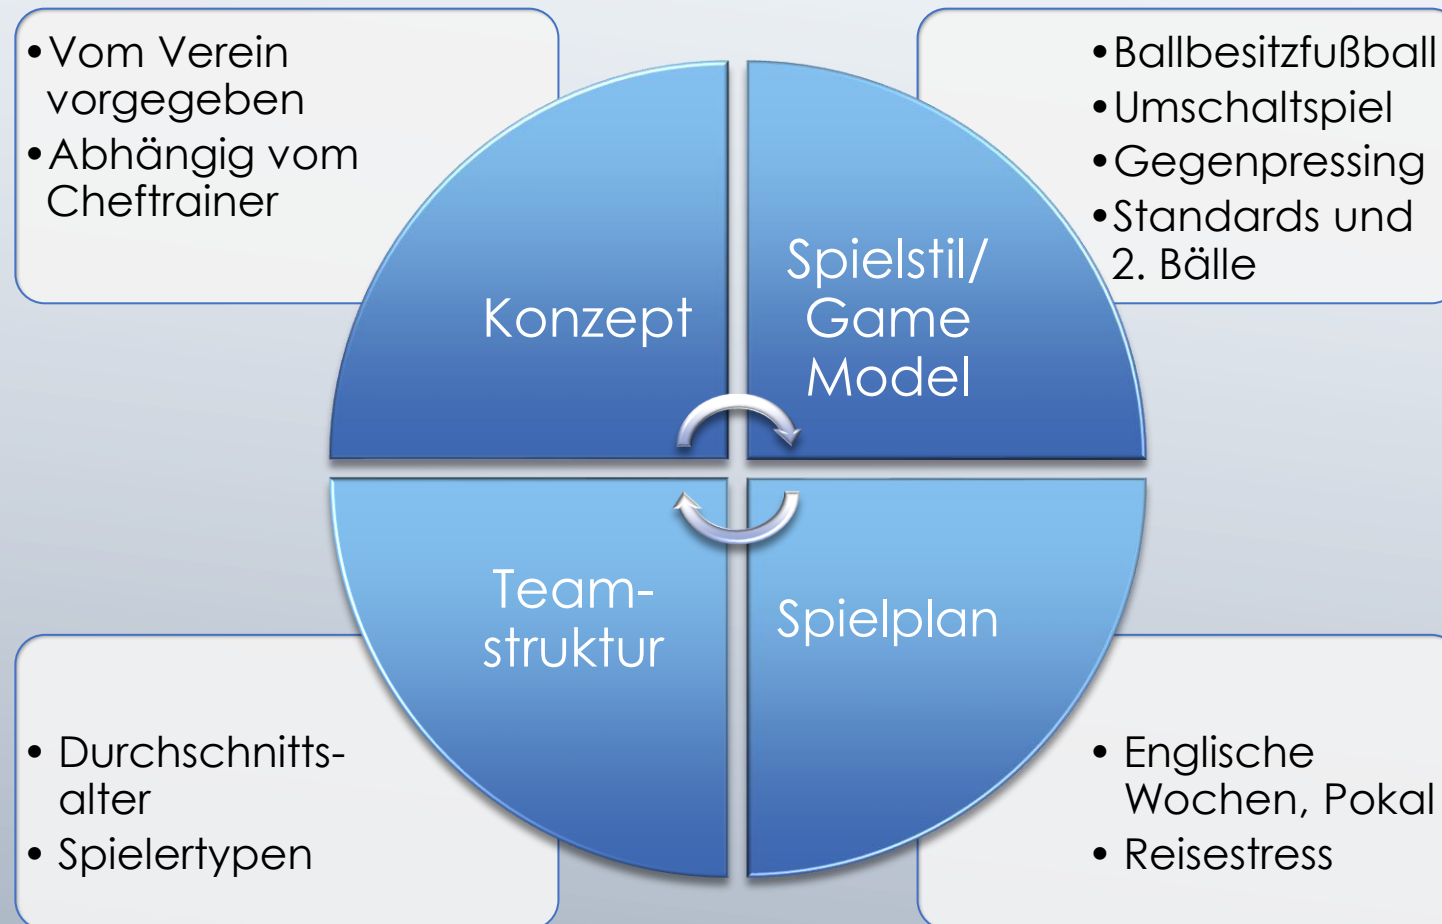 •Vom Verein
vorgegeben
•Abhängig vom
Cheftrainer
•Ballbesitzfußball
•Umschaltspiel
•Gegenpressing
•Standards und
2. Bälle
Konzept
Spielstil/
Game
Model
Team-
struktur
Spielplan
• Durchschnitts-
alter
• Spielertypen
• Englische
Wochen, Pokal
• Reisestress